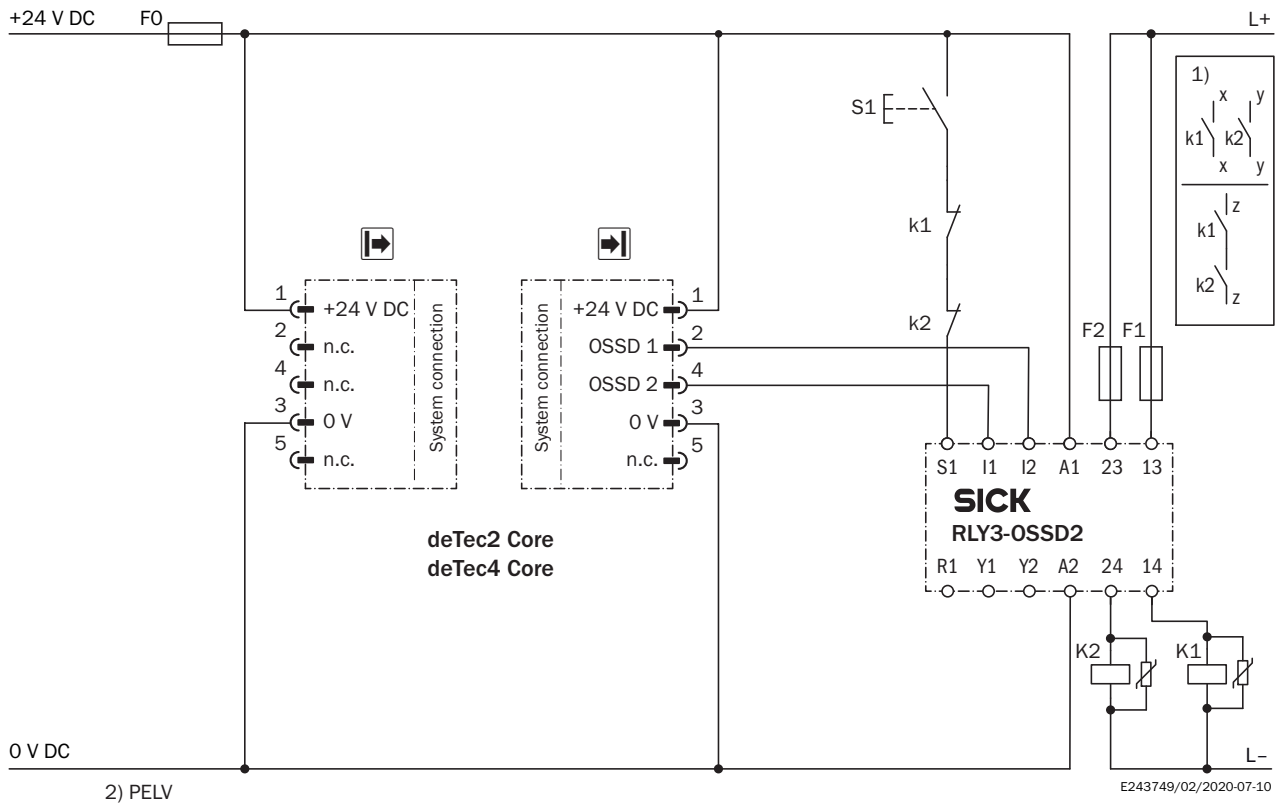 +24 V DC
F0
L+
1)
x y
k1 k2
x y
z
k1
k2
z
S1
k1
k2
F2 F1
1 +24 V DC
2 n.c.
4 n.c.
3 0 V
5 n.c.
System connection
System connection
+24 V DC 1
OSSD 1 2
OSSD 2 4
0 V 3
n.c. 5
deTec2 Core
deTec4 Core
S1 I1 I2 A1 23 13
SICK
RLY3-OSSD2
R1 Y1 Y2 A2 24 14
K2 K1
0 V DC
L–
2) PELV
E243749/02/2020-07-10